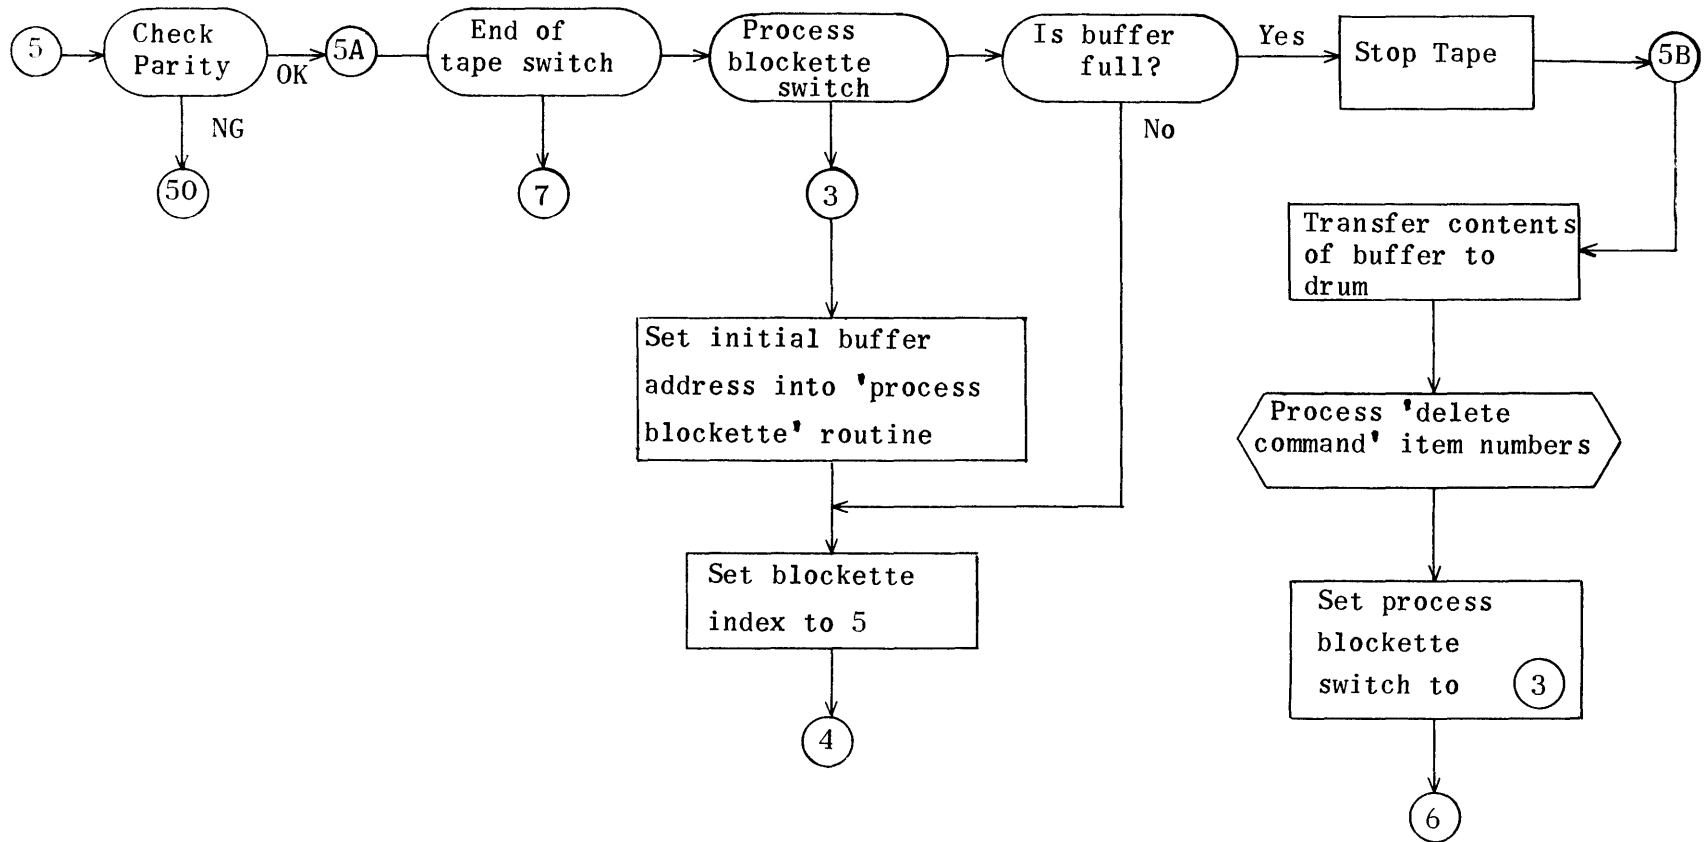 5
Check
Parity
OK
NG
50
5A
End of
tape switch
7
Process
blockette
switch
3
Is buffer
full?
Yes
No
Stop Tape
5B
Set initial buffer
address into 'process
blockette' routine
Set blockette
index to 5
4
Transfer contents
of buffer to
drum
Process 'delete
command' item numbers
Set process
blockette
switch to 3
6